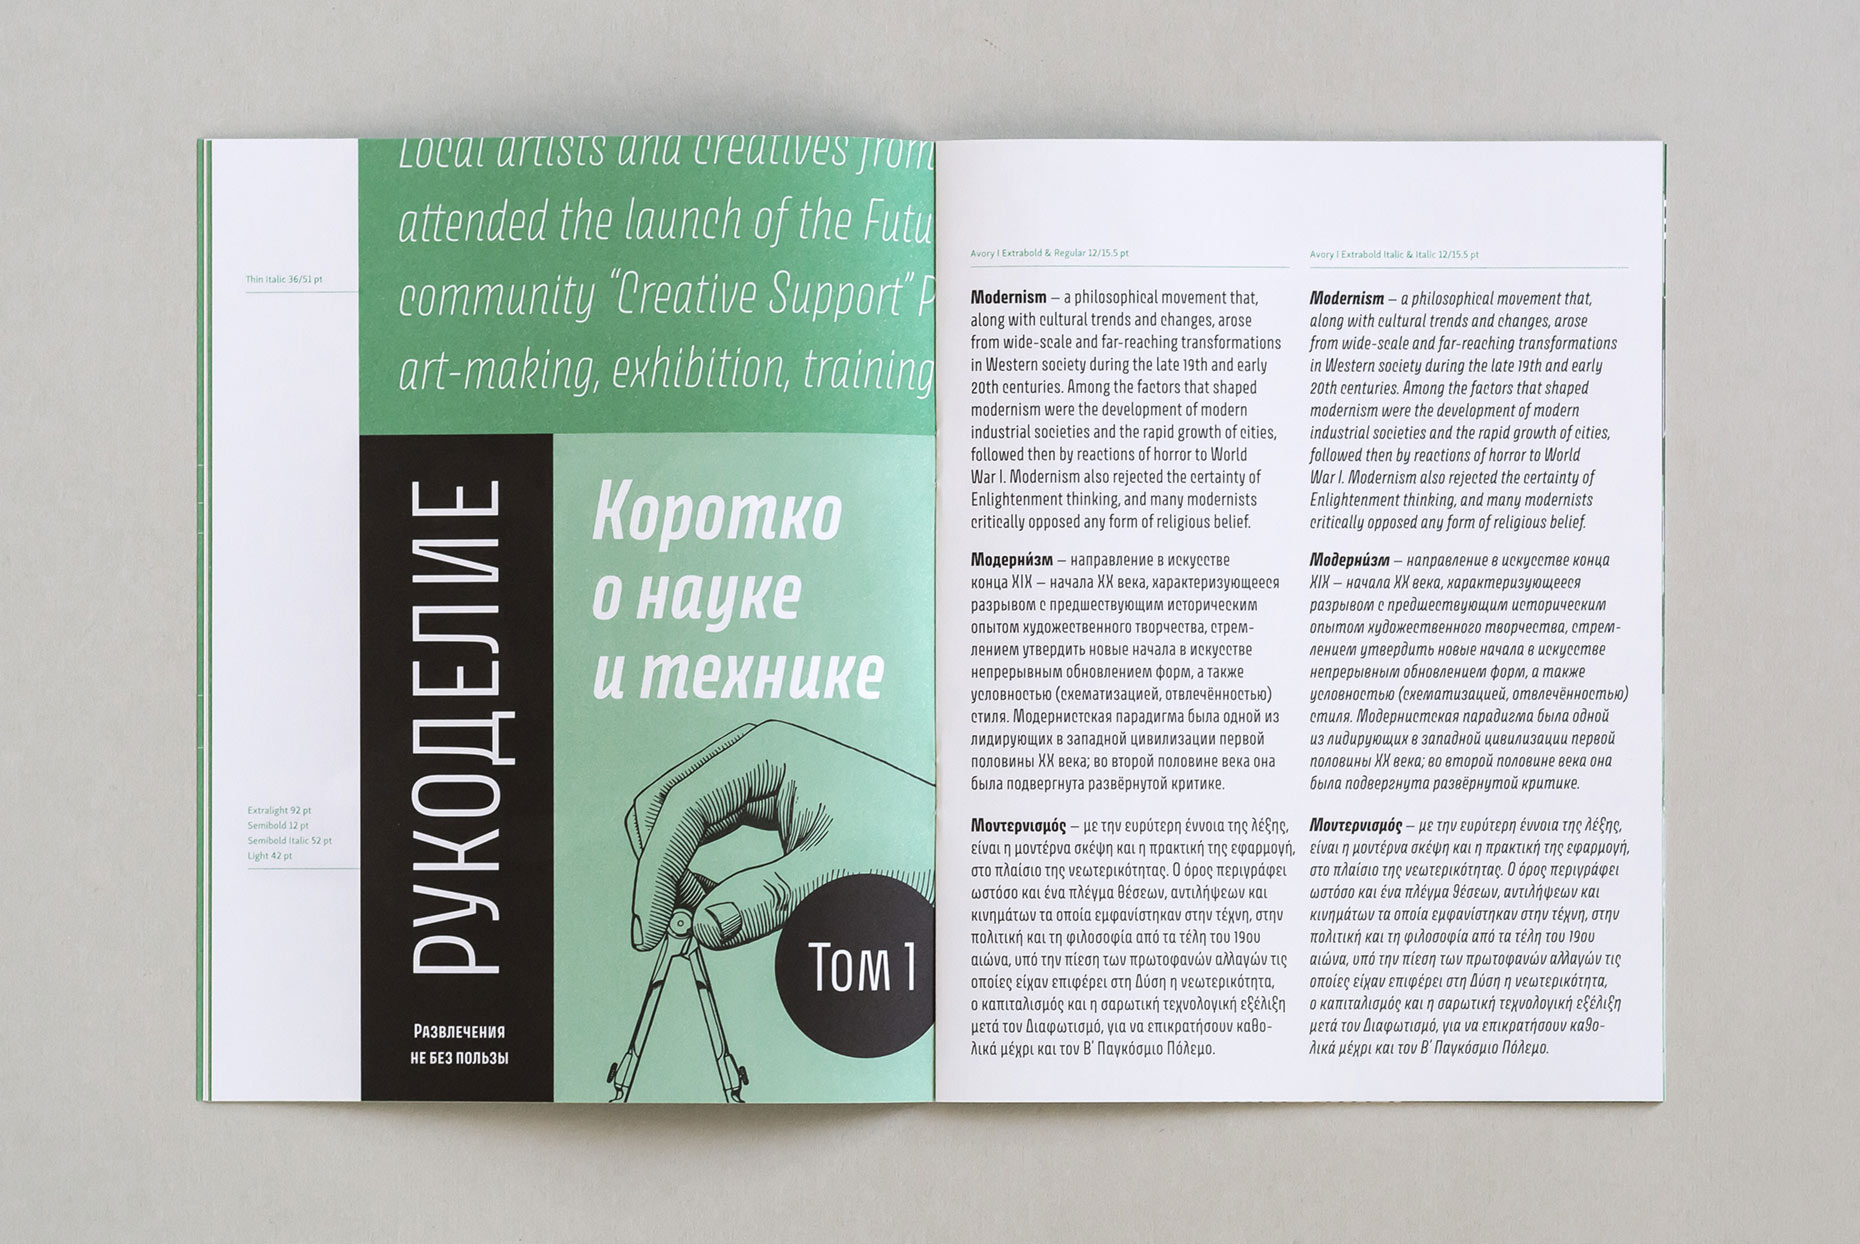 Local artists and creatives from
attended the launch of the Futu
community “Creative Support” P
art-making, exhibition, training
Thin Italic 36/51 pt
РУКОДЕЛИЕ
Коротко
о науке
и технике
Extralight 92 pt
Semibold 12 pt
Semibold Italic 52 pt
Light 42 pt
Том 1
Развлечения
не без пользы
Avory I Extrabold & Regular 12/15.5 pt
Modernism – a philosophical movement that,
along with cultural trends and changes, arose
from wide-scale and far-reaching transformations
in Western society during the late 19th and early
20th centuries. Among the factors that shaped
modernism were the development of modern
industrial societies and the rapid growth of cities,
followed then by reactions of horror to World
War I. Modernism also rejected the certainty of
Enlightenment thinking, and many modernists
critically opposed any form of religious belief.
Модерни́зм – направление в искусстве
конца XIX – начала XX века, характеризующееся
разрывом с предшествующим историческим
опытом художественного творчества, стрем-
лением утвердить новые начала в искусстве
непрерывным обновлением форм, а также
условностью (схематизацией, отвлечённостью)
стиля. Модернистская парадигма была одной из
лидирующих в западной цивилизации первой
половины XX века; во второй половине века она
была подвергнута развёрнутой критике.
Μοντερνισμός – με την ευρύτερη έννοια της λέξης,
είναι η μοντέρνα σκέψη και η πρακτική της εφαρμογή,
στο πλαίσιο της νεωτερικότητας. Ο όρος περιγράφει
ωστόσο και ένα πλέγμα θέσεων, αντιλήψεων και
κινημάτων τα οποία εμφανίστηκαν στην τέχνη, στην
πολιτική και τη φιλοσοφία από τα τέλη του 19ου
αιώνα, υπό την πίεση των πρωτοφανών αλλαγών τις
οποίες είχαν επιφέρει στη Δύση η νεωτερικότητα,
ο καπιταλισμός και η σαρωτική τεχνολογική εξέλιξη
μετά τον Διαφωτισμό, για να επικρατήσουν καθο-
λικά μέχρι και τον Β΄ Παγκόσμιο Πόλεμο.
Avory I Extrabold Italic & Italic 12/15.5 pt
Modernism – a philosophical movement that,
along with cultural trends and changes, arose
from wide-scale and far-reaching transformations
in Western society during the late 19th and early
20th centuries. Among the factors that shaped
modernism were the development of modern
industrial societies and the rapid growth of cities,
followed then by reactions of horror to World
War I. Modernism also rejected the certainty of
Enlightenment thinking, and many modernists
critically opposed any form of religious belief.
Модерни́зм – направление в искусстве конца
XIX – начала XX века, характеризующееся
разрывом с предшествующим историческим
опытом художественного творчества, стрем-
лением утвердить новые начала в искусстве
непрерывным обновлением форм, а также
условностью (схематизацией, отвлечённостью)
стиля. Модернистская парадигма была одной
из лидирующих в западной цивилизации первой
половины XX века; во второй половине века она
была подвергнута развёрнутой критике.
Μοντερνισμός – με την ευρύτερη έννοια της λέξης,
είναι η μοντέρνα σκέψη και η πρακτική της εφαρμογή,
στο πλαίσιο της νεωτερικότητας. Ο όρος περιγράφει
ωστόσο και ένα πλέγμα θέσεων, αντιλήψεων και
κινημάτων τα οποία εμφανίστηκαν στην τέχνη, στην
πολιτική και τη φιλοσοφία από τα τέλη του 19ου
αιώνα, υπό την πίεση των πρωτοφανών αλλαγών τις
οποίες είχαν επιφέρει στη Δύση η νεωτερικότητα,
ο καπιταλισμός και η σαρωτική τεχνολογική εξέλιξη
μετά τον Διαφωτισμό, για να επικρατήσουν καθο-
λικά μέχρι και τον Β΄ Παγκόσμιο Πόλεμο.